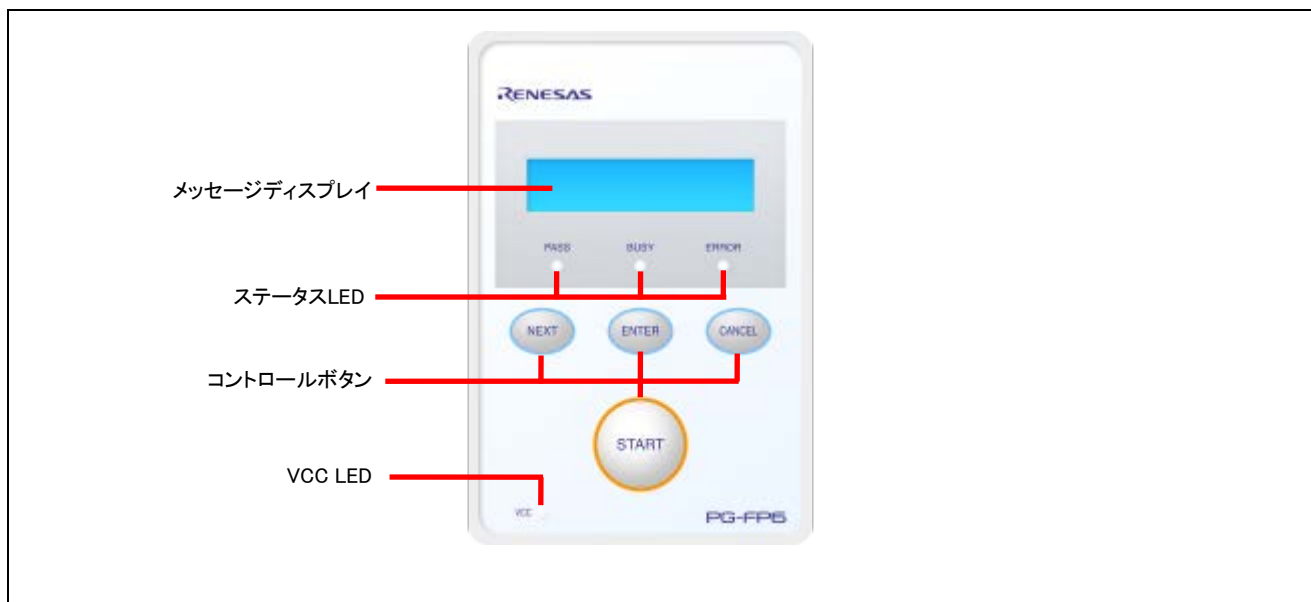 RENESAS
メッセージディスプレイ
PASS BUSY ERROR
ステータスLED
NEXT ENTER CANCEL
コントロールボタン
START
VCC LED
VCC
PG-FP6